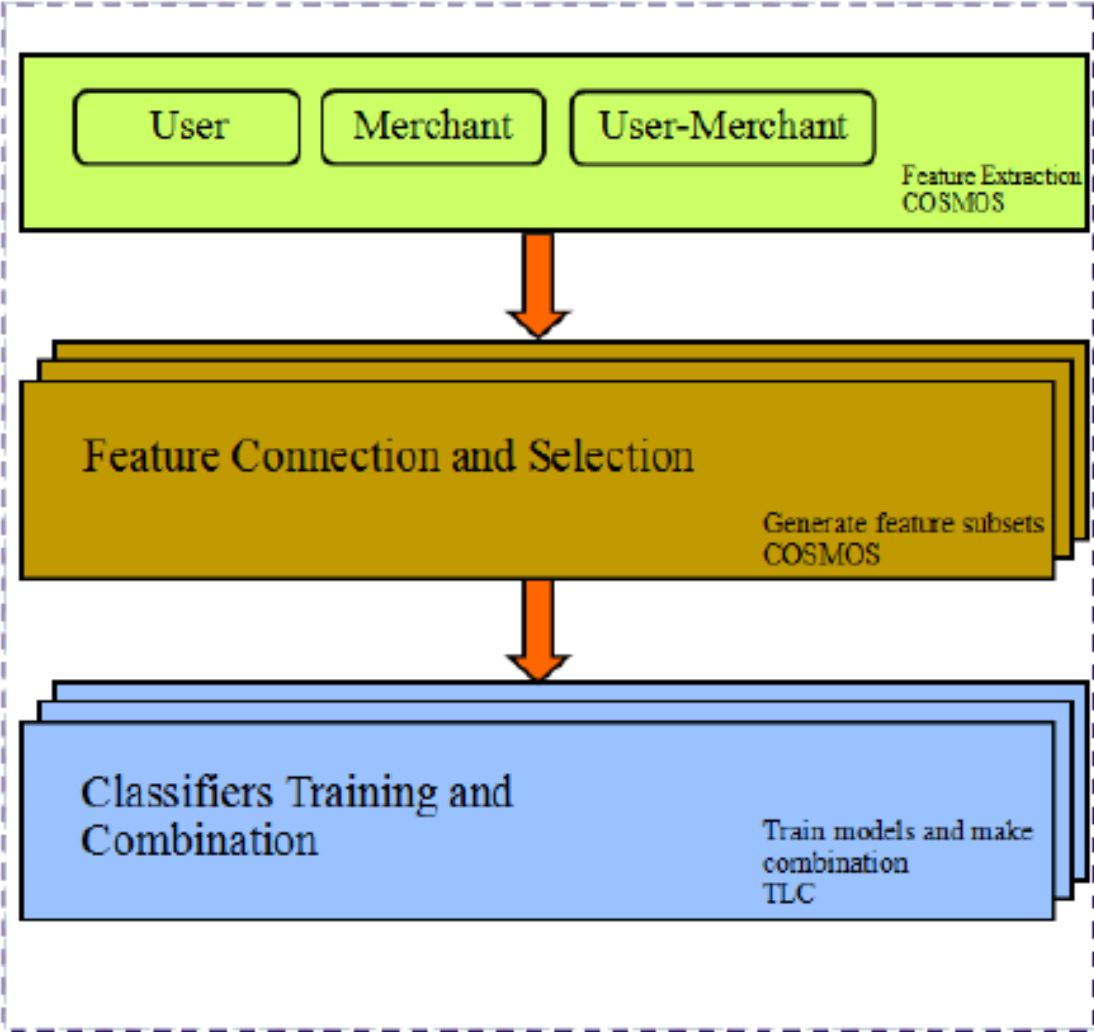 User Merchant User-Merchant
Feature Extraction
COSMOS
Feature Connection and Selection
Generate feature subsets
COSMOS
Classifiers Training and
Combination
Train models and make
combination
TLC